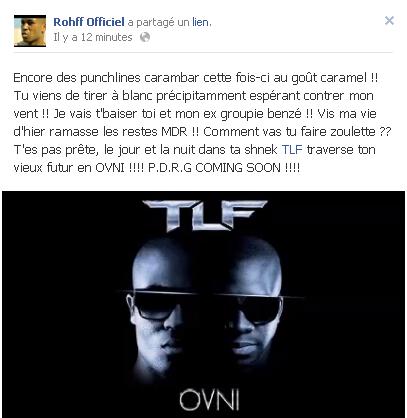 Rohff Officiel a partagé un lien.
Il y a 12 minutes
Encore des punchlines carambar cette fois-ci au goût caramel !!
Tu viens de tirer à blanc précipitamment espérant contrer mon
vent !! Je vais t'baiser toi et mon ex groupie benzé !! Vis ma vie
d'hier ramasse les restes MDR !! Comment vas tu faire zoulette ??
T'es pas prête, le jour et la nuit dans ta shnek TLF traverse ton
vieux futur en OVNI !!!! P.D.R.G COMING SOON !!!!
TLF
OVNI